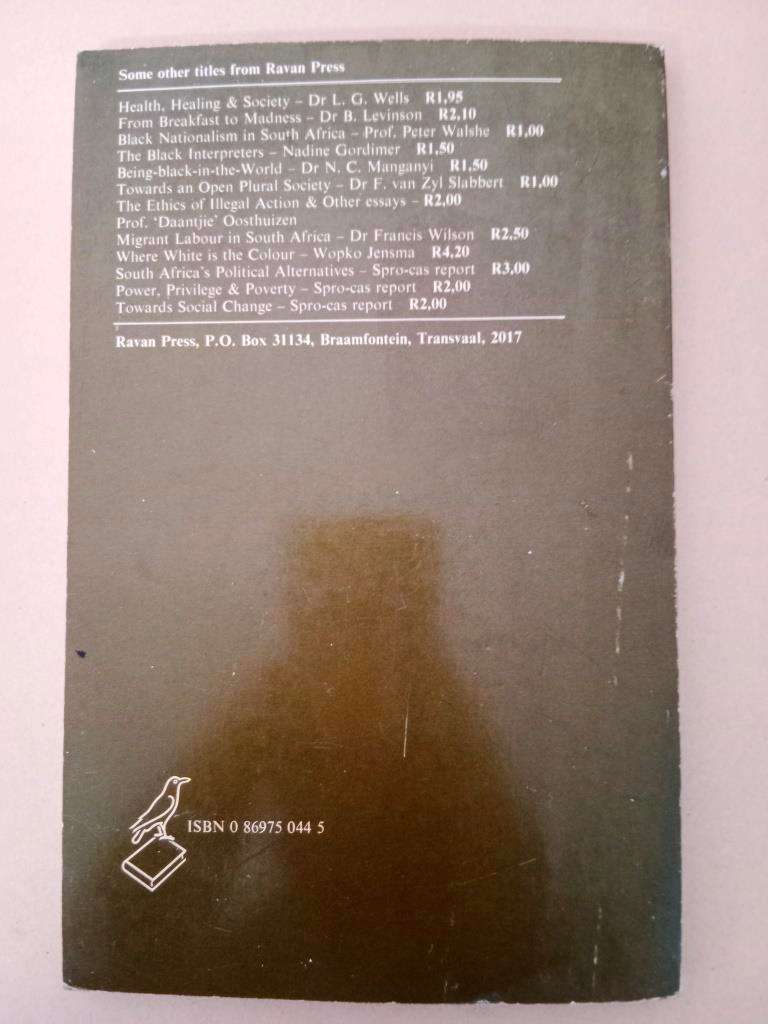 Some other titles from Ravan Press
Health, Healing & Society – Dr L. G. Wells R1,95
From Breakfast to Madness – Dr B. Levinson R2,10
Black Nationalism in South Africa – Prof. Peter Walshe R1,00
The Black Interpreters – Nadine Gordimer R1,50
Being-black-in-the-World – Dr N. C. Manganyi R1,50
Towards an Open Plural Society – Dr F. van Zyl Slabbert R1,00
The Ethics of Illegal Action & Other essays – R2,00
Prof. 'Daantjie' Oosthuizen
Migrant Labour in South Africa – Dr Francis Wilson R2,50
Where White is the Colour – Wopko Jensma R4,20
South Africa's Political Alternatives – Spro-cas report R3,00
Power, Privilege & Poverty – Spro-cas report R2,00
Towards Social Change – Spro-cas report R2,00
Ravan Press, P.O. Box 31134, Braamfontein, Transvaal, 2017
ISBN 0 86975 044 5